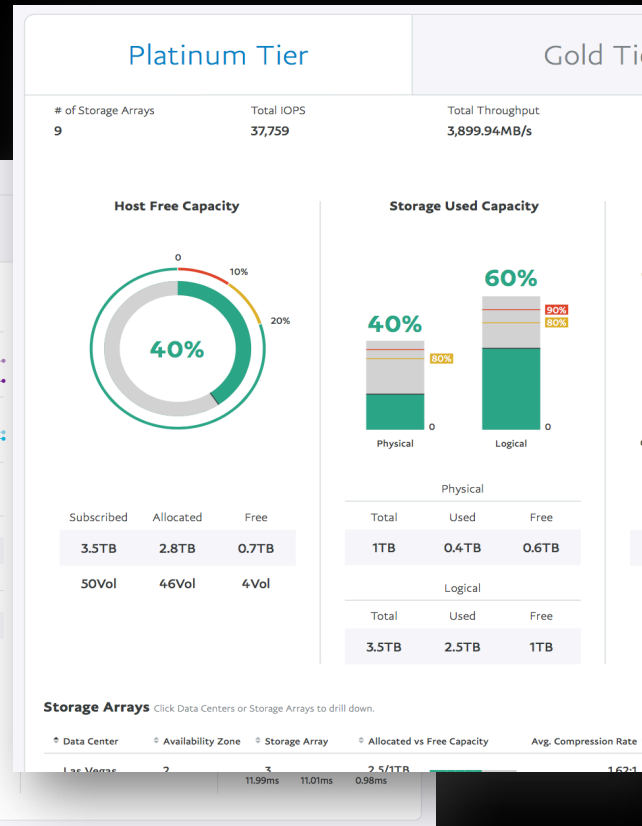 Platinum Tier
Gold Tie
# of Storage Arrays
Total IOPS
Total Throughput
9
37,759
3,899.94MB/s
Host Free Capacity
0
10%
20%
40%
Subscribed
Allocated
Free
3.5TB
2.8TB
0.7TB
50Vol
46Vol
4Vol
Storage Used Capacity
60%
40%
90%
80%
80%
0
0
Physical
Logical
Physical
Total
Used
Free
1TB
0.4TB
0.6TB
Logical
Total
Used
Free
3.5TB
2.5TB
1TB
Storage Arrays Click Data Centers or Storage Arrays to drill down.
Data Center
Availability Zone
Storage Array
Allocated vs Free Capacity
Avg. Compression Rate
Las Vegas
2
3
2.5/1TB
1.62:1
11.99ms
11.01ms
0.98ms